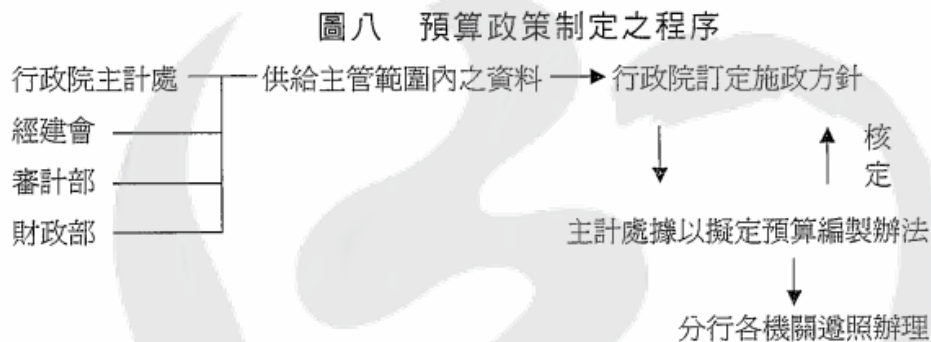 圖八　預算政策制定之程序
行政院主計處　供給主管範圍內之資料　行政院訂定施政方針
經建會
核定
審計部
財政部　主計處據以擬定預算編製辦法
分行各機關遵照辦理